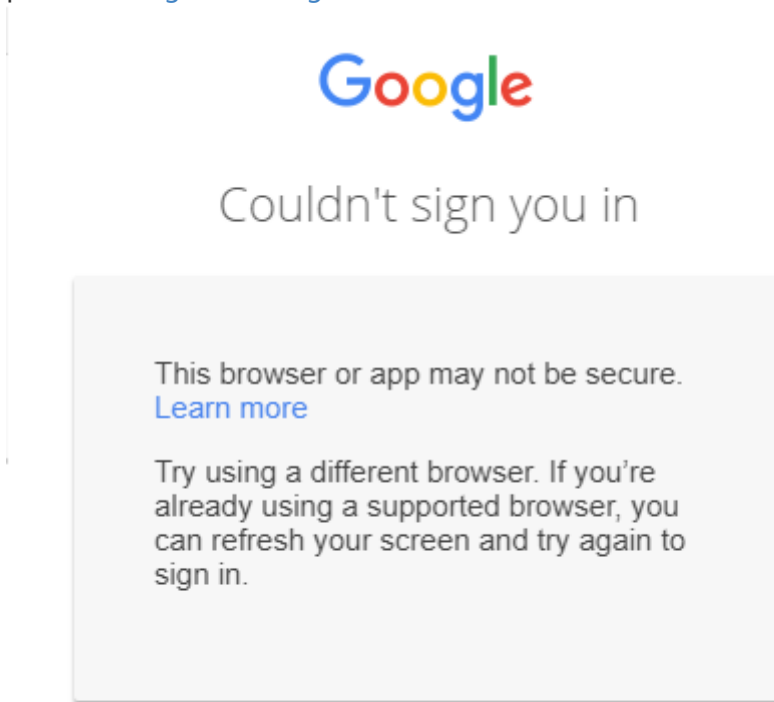 Google
Couldn't sign you in
This browser or app may not be secure.
Learn more
Try using a different browser. If you’re
already using a supported browser, you
can refresh your screen and try again to
sign in.